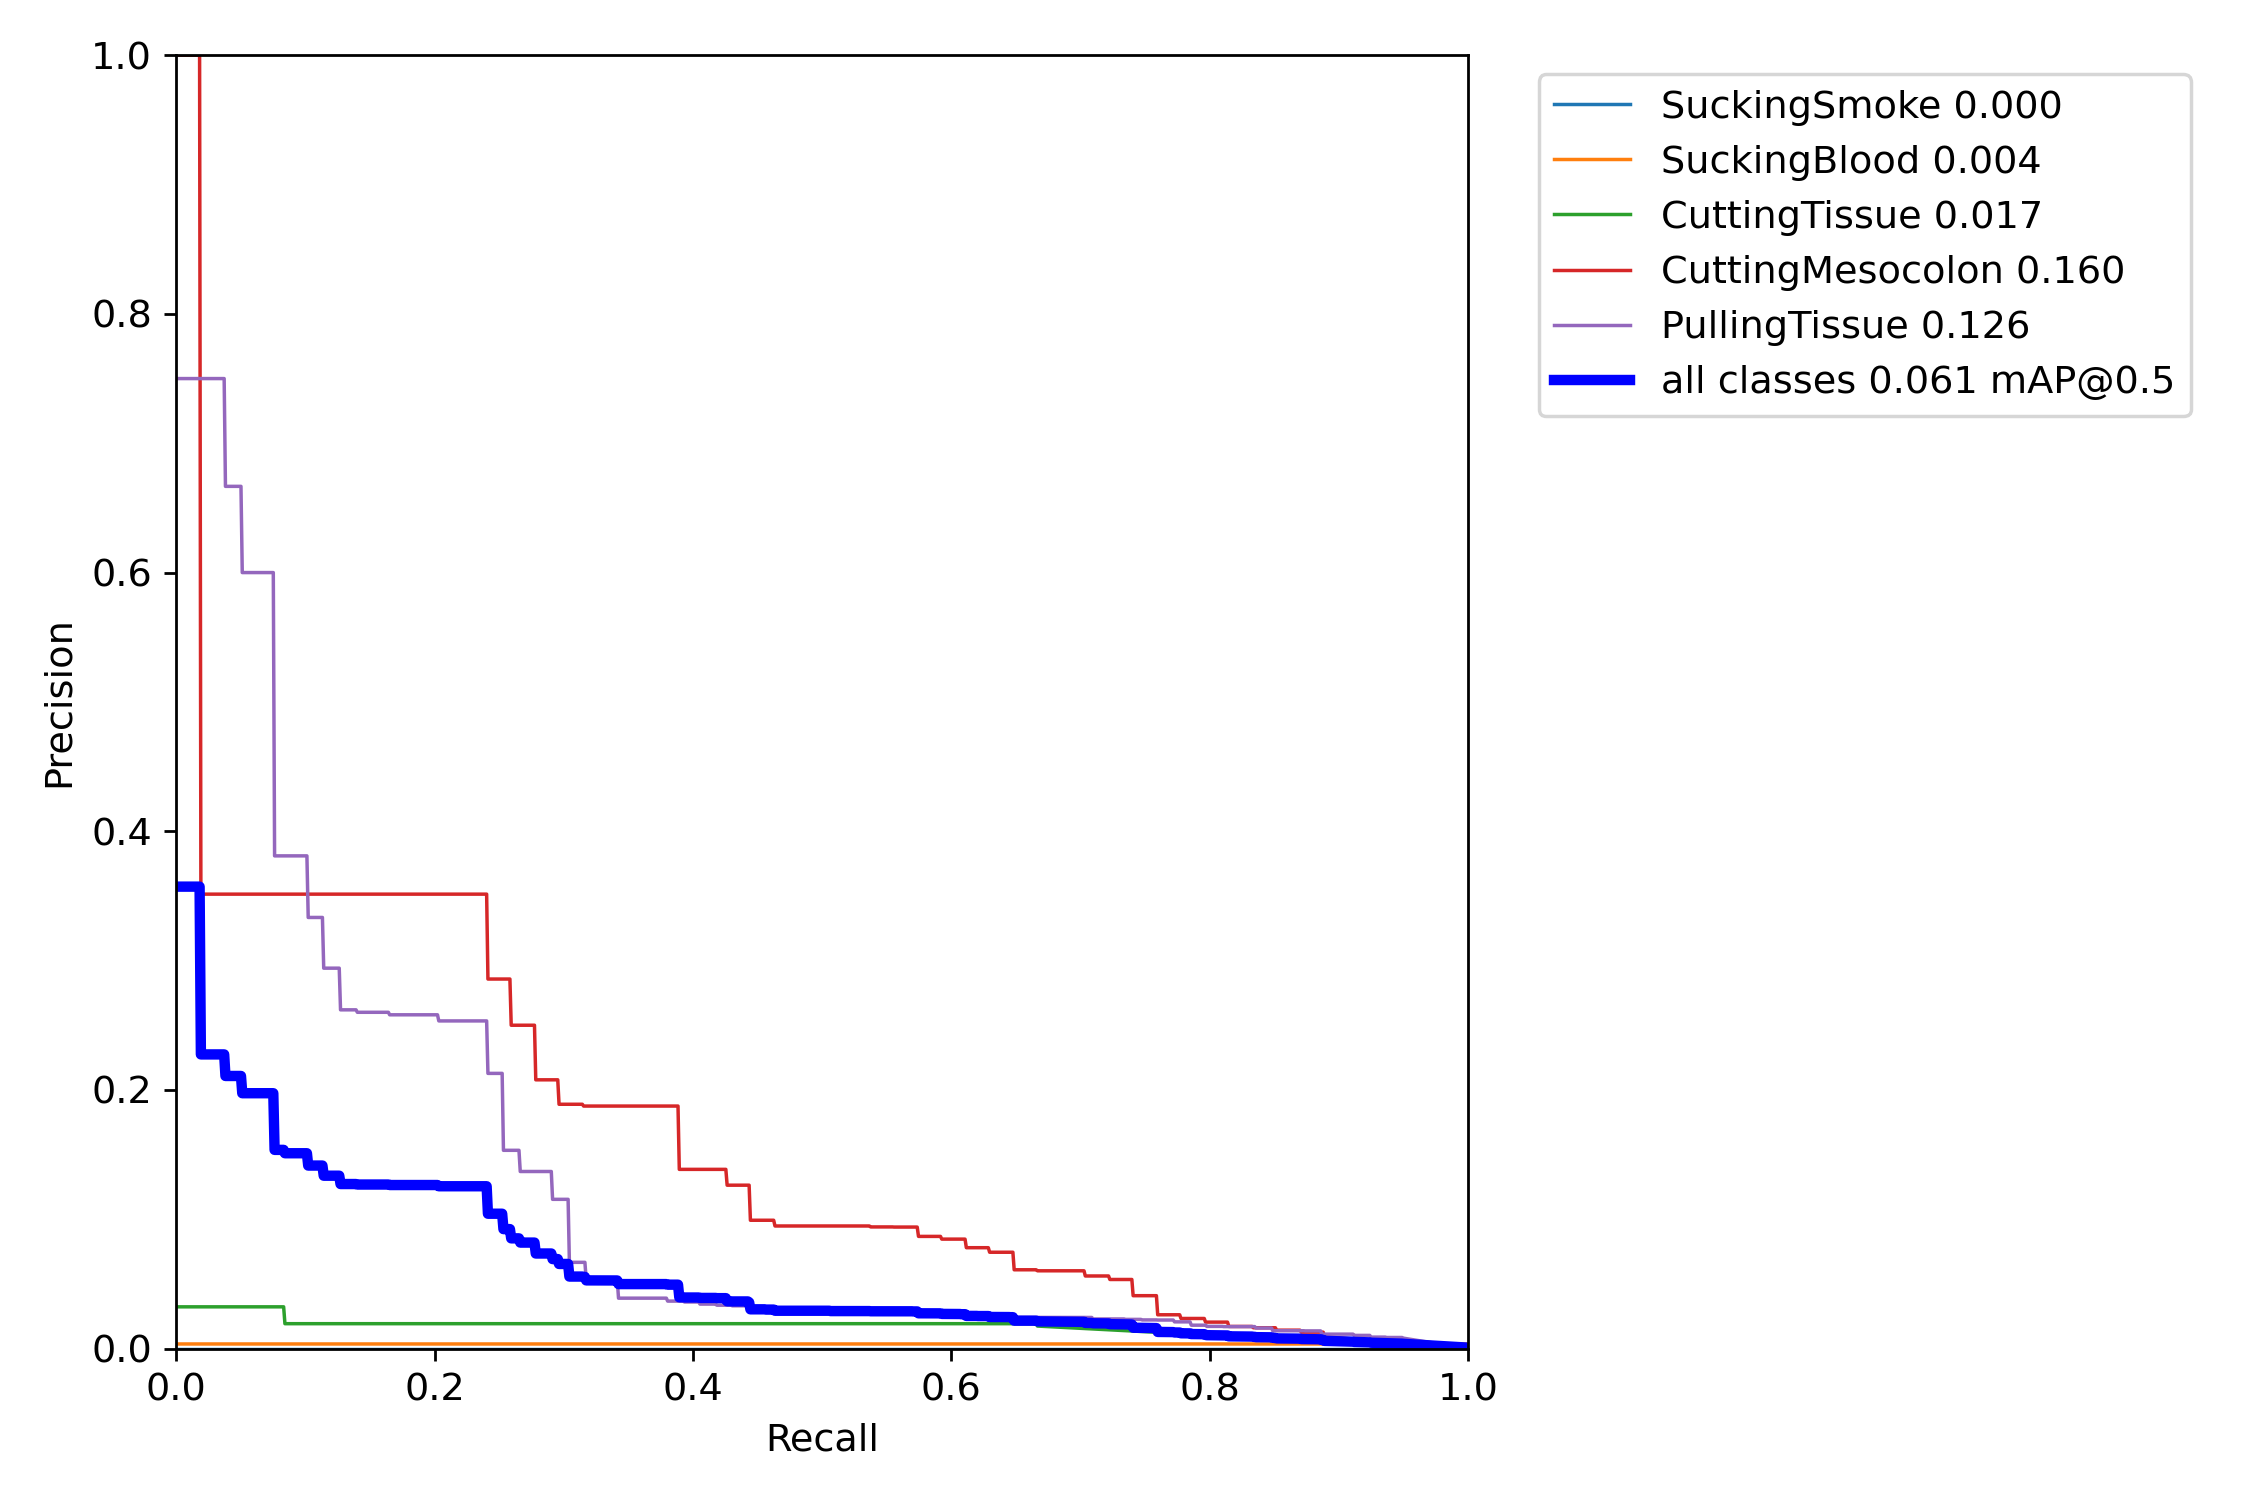 1.0
0.8
0.6
0.4
0.2
0.0
Precision
0.0 0.2 0.4 0.6 0.8 1.0
Recall
SuckingSmoke 0.000
SuckingBlood 0.004
CuttingTissue 0.017
CuttingMesocolon 0.160
PullingTissue 0.126
all classes 0.061 mAP@0.5